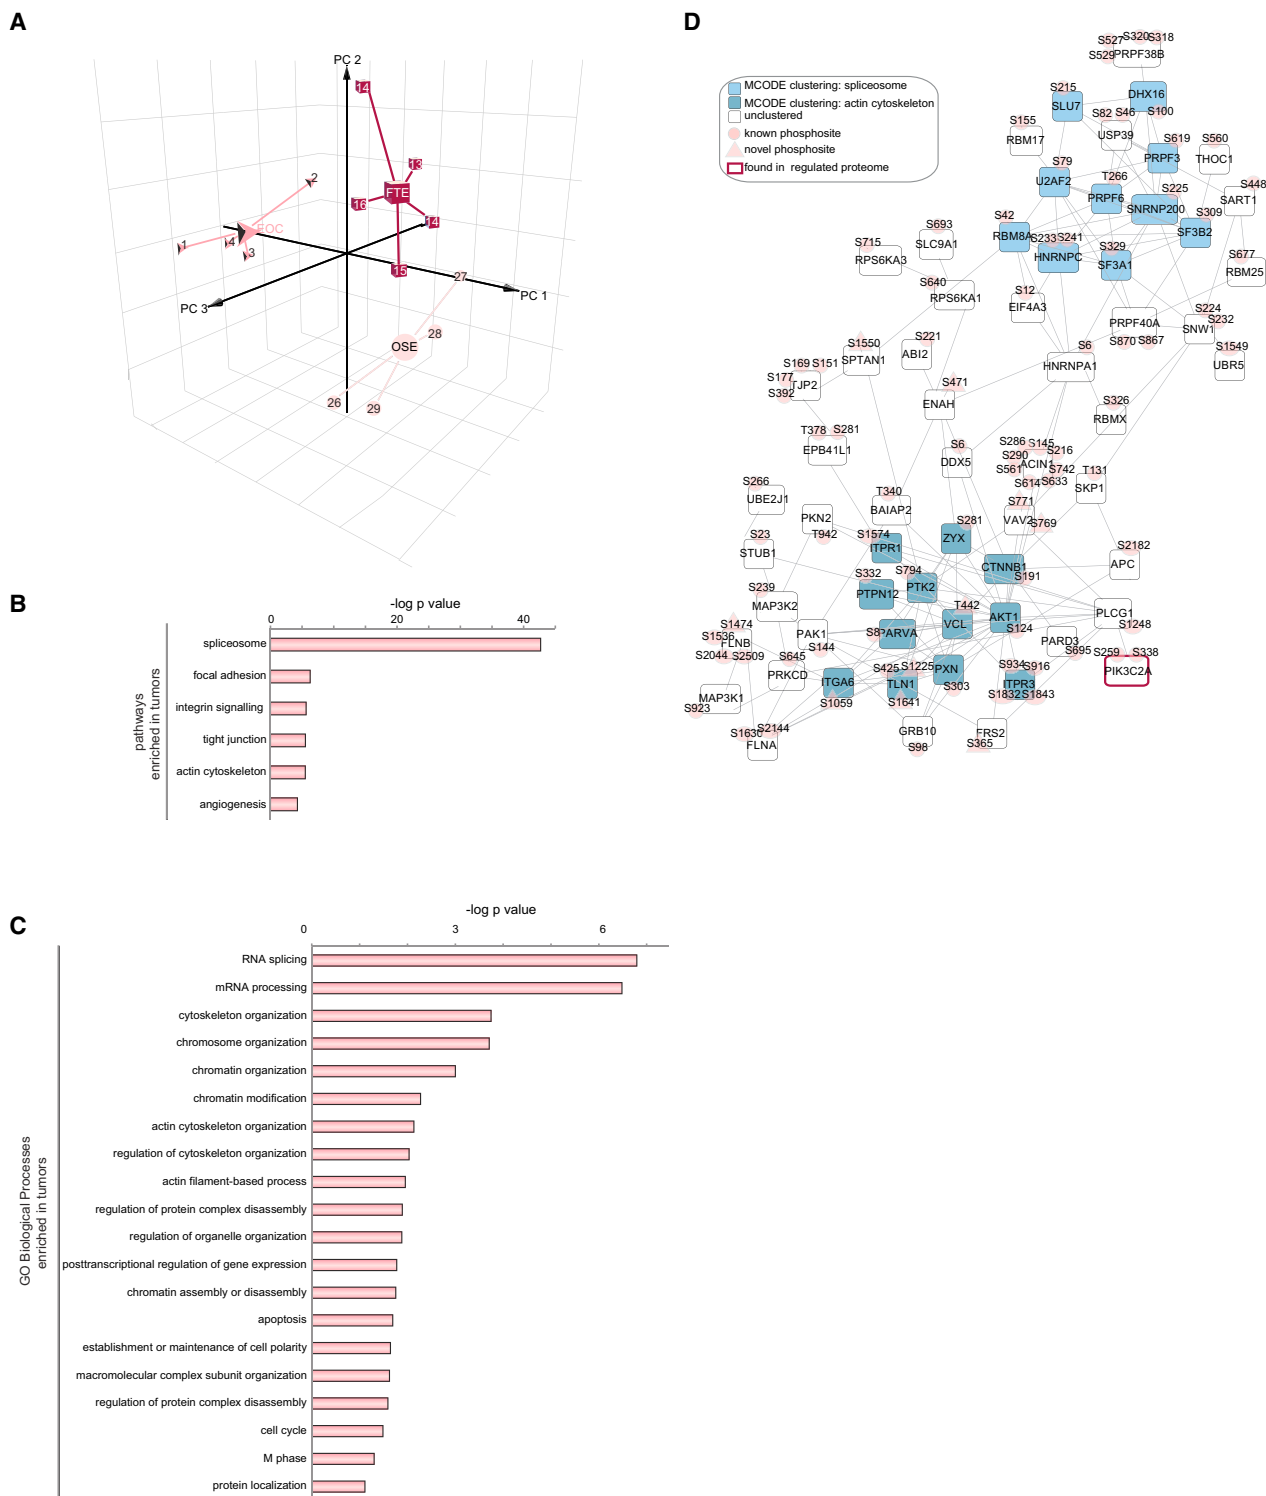 A
PC 2
14
13
FTE
16
14
2
EOC
1
4
3
15
27
PC 1
PC 3
28
OSE
26
29
B
-log p value
0
20
40
spliceosome
focal adhesion
integrin signalling
tight junction
actin cytoskeleton
angiogenesis
pathways
enriched in tumors
C
-log p value
0
3
6
RNA splicing
mRNA processing
cytoskeleton organization
chromosome organization
chromatin organization
chromatin modification
actin cytoskeleton organization
regulation of cytoskeleton organization
actin filament-based process
regulation of protein complex disassembly
regulation of organelle organization
posttranscriptional regulation of gene expression
chromatin assembly or disassembly
apoptosis
establishment or maintenance of cell polarity
macromolecular complex subunit organization
regulation of protein complex disassembly
cell cycle
M phase
protein localization
GO Biological Processes
enriched in tumors
D
MCODE clustering: spliceosome
MCODE clustering: actin cytoskeleton
unclustered
known phosphosite
novel phosphosite
found in regulated proteome
S527
S320
S318
S529
PRPF38B
S215
SLU7
DHX16
S100
S82
S46
USP39
S155
RBM17
S619
PRPF3
S560
THOC1
S79
U2AF2
T266
PRPF6
S225
SNRNP200
S448
SART1
S309
SF3B2
S42
RBM8A
S233
S241
HNRNPC
S329
SF3A1
S677
RBM25
S693
SLC9A1
S715
RPS6KA3
S640
RPS6KA1
S12
EIF4A3
PRPF40A
S870
S867
S224
S232
SNW1
S1549
UBR5
S1550
SPTAN1
S221
ABI2
S6
HNRNPA1
S169
S151
S177
TJP2
S392
S471
ENAH
S326
RBMX
T378
S281
EPB41L1
S6
DDX5
S286
S145
S290
S216
ACIN1
S561
S742
S614
S633
T131
SKP1
S266
UBE2J1
T340
BAIAP2
S771
VAV2
S769
PKN2
T942
S1574
ITPR1
S281
ZYX
S23
STUB1
CTNNB1
S191
S2182
APC
S332
PTPN12
S794
PTK2
S239
MAP3K2
T442
VCL
AKT1
S124
PLCG1
S1248
S1474
S1536
FLNB
S2044
S2509
PAK1
S144
S8
PARVA
PARD3
S695
S259
S338
PIK3C2A
S645
PRKCD
ITGA6
S1059
S425
S1225
TLN1
S1641
PXN
S303
S934
S916
ITPR3
S1832
S1843
MAP3K1
S923
S1630
S2144
FLNA
GRB10
S98
FRS2
S365